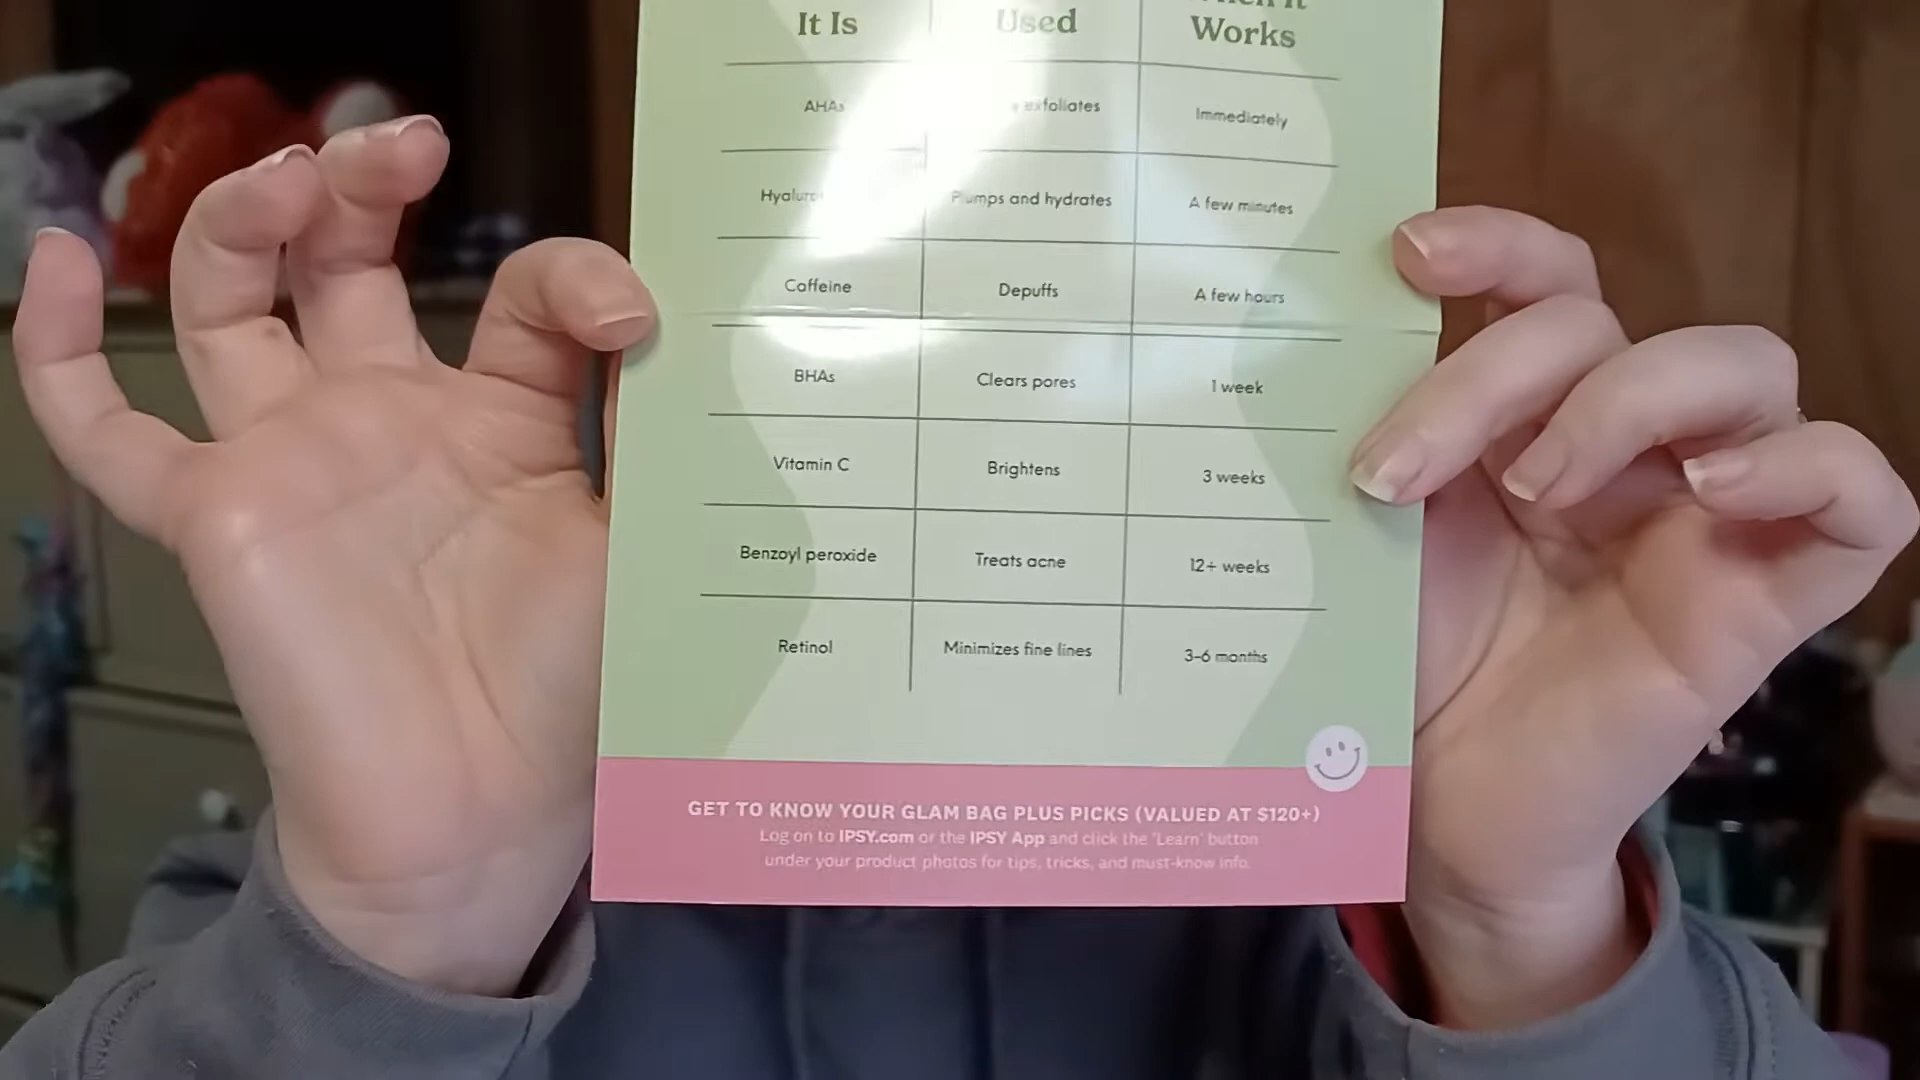 It Is
Used
When It
Works
AHAs
exfoliates
Immediately
Plumps and hydrates
A few minutes
Caffeine
Depuffs
A few hours
BHAs
Clears pores
1 week
Vitamin C
Brightens
3 weeks
Benzoyl peroxide
Treats acne
12+ weeks
Retinol
Minimizes fine lines
3-6 months
GET TO KNOW YOUR GLAM BAG PLUS PICKS (VALUED AT $120+)
Log on to IPSY.com or the IPSY App and click the 'Learn' button
under your product photos for tips, tricks, and must-know info.